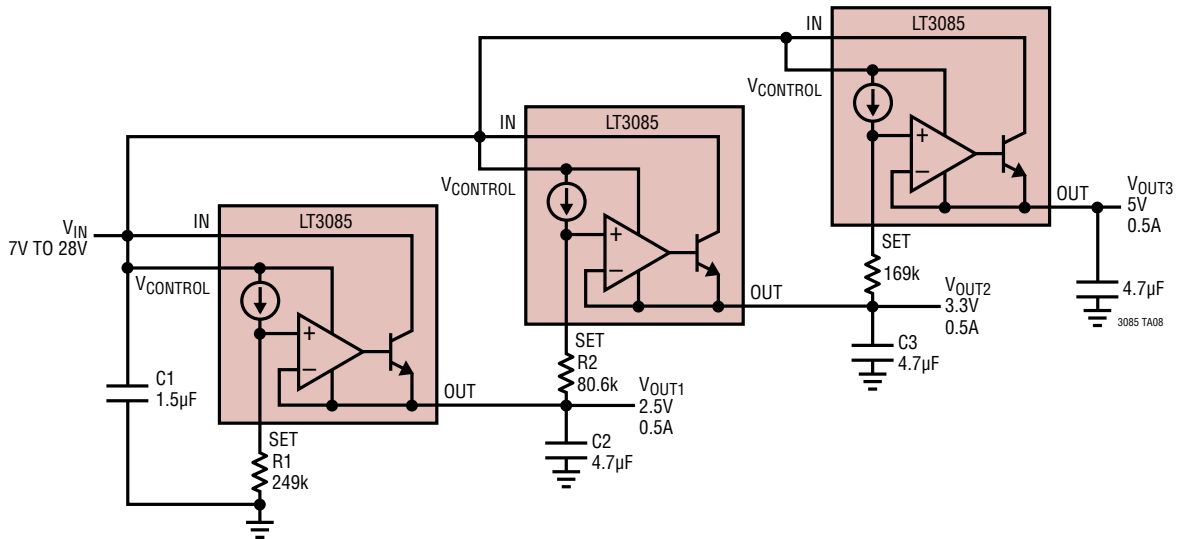 IN
LT3085
VCONTROL
IN
LT3085
VCONTROL
OUT
VOUT3
5V
0.5A
IN
LT3085
VIN
7V TO 28V
VCONTROL
SET
169k
OUT
VOUT2
3.3V
0.5A
4.7µF
3085 TA08
SET
R2
80.6k
C3
4.7µF
C1
1.5µF
OUT
VOUT1
2.5V
0.5A
SET
R1
249k
C2
4.7µF
+
–
+
–
+
–